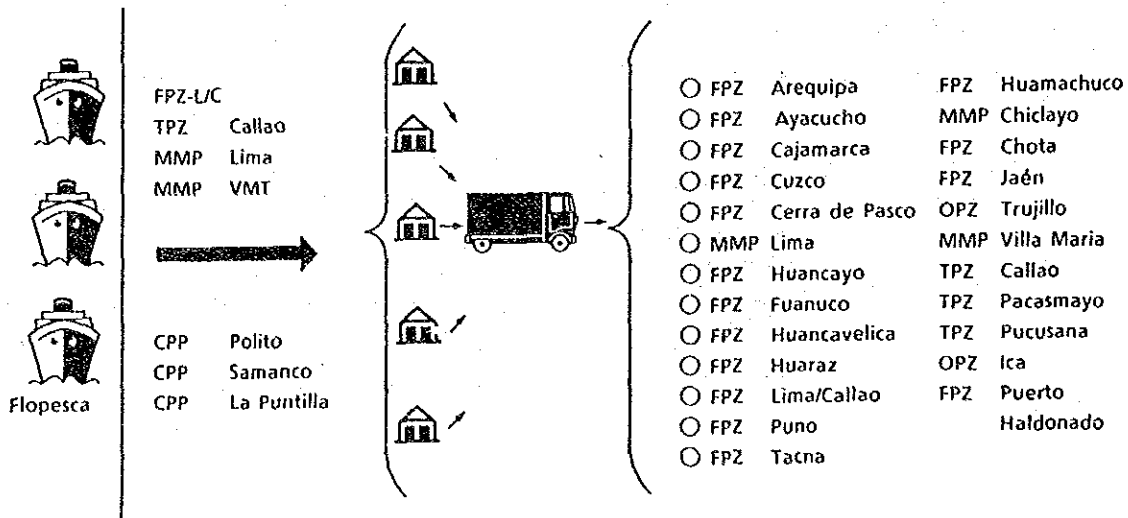 Flopesca
FPZ-L/C
TPZ Callao
MMP Lima
MMP VMT
CPP Polito
CPP Samanco
CPP La Puntilla
FPZ Arequipa
FPZ Ayacucho
FPZ Cajamarca
FPZ Cuzco
FPZ Cerra de Pasco
MMP Lima
FPZ Huancayo
FPZ Fuanuco
FPZ Huancavelica
FPZ Huaraz
FPZ Lima/Callao
FPZ Puno
FPZ Tacna
FPZ Huamachuco
MMP Chiclayo
FPZ Chota
FPZ Jaén
OPZ Trujillo
MMP Villa Maria
TPZ Callao
TPZ Pacasmayo
TPZ Pucusana
OPZ Ica
FPZ Puerto
Haldonado